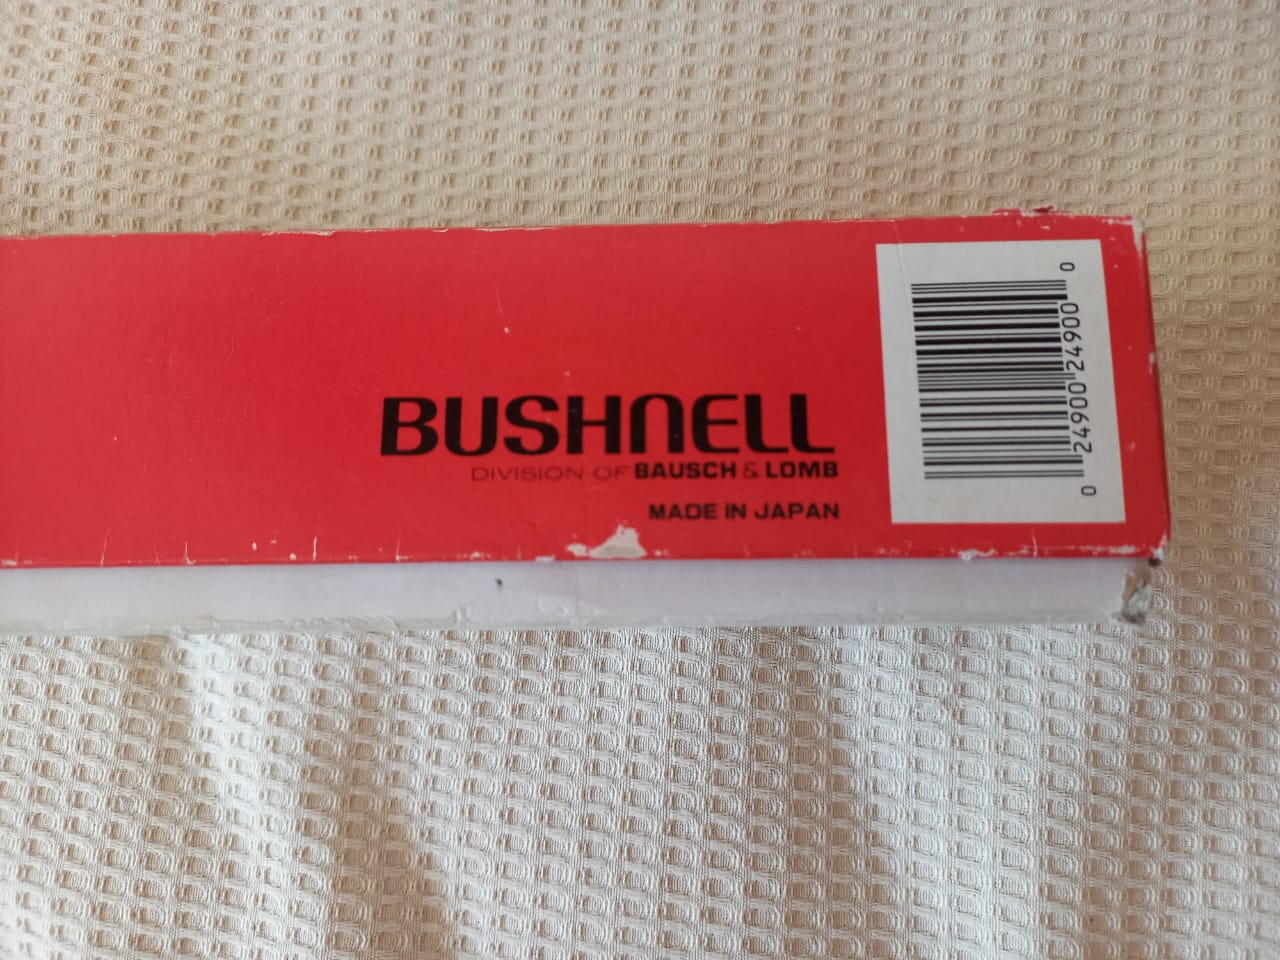 BUSHNELL
DIVISION OF BAUSCH & LOMB
MADE IN JAPAN
0 24900 24900 0